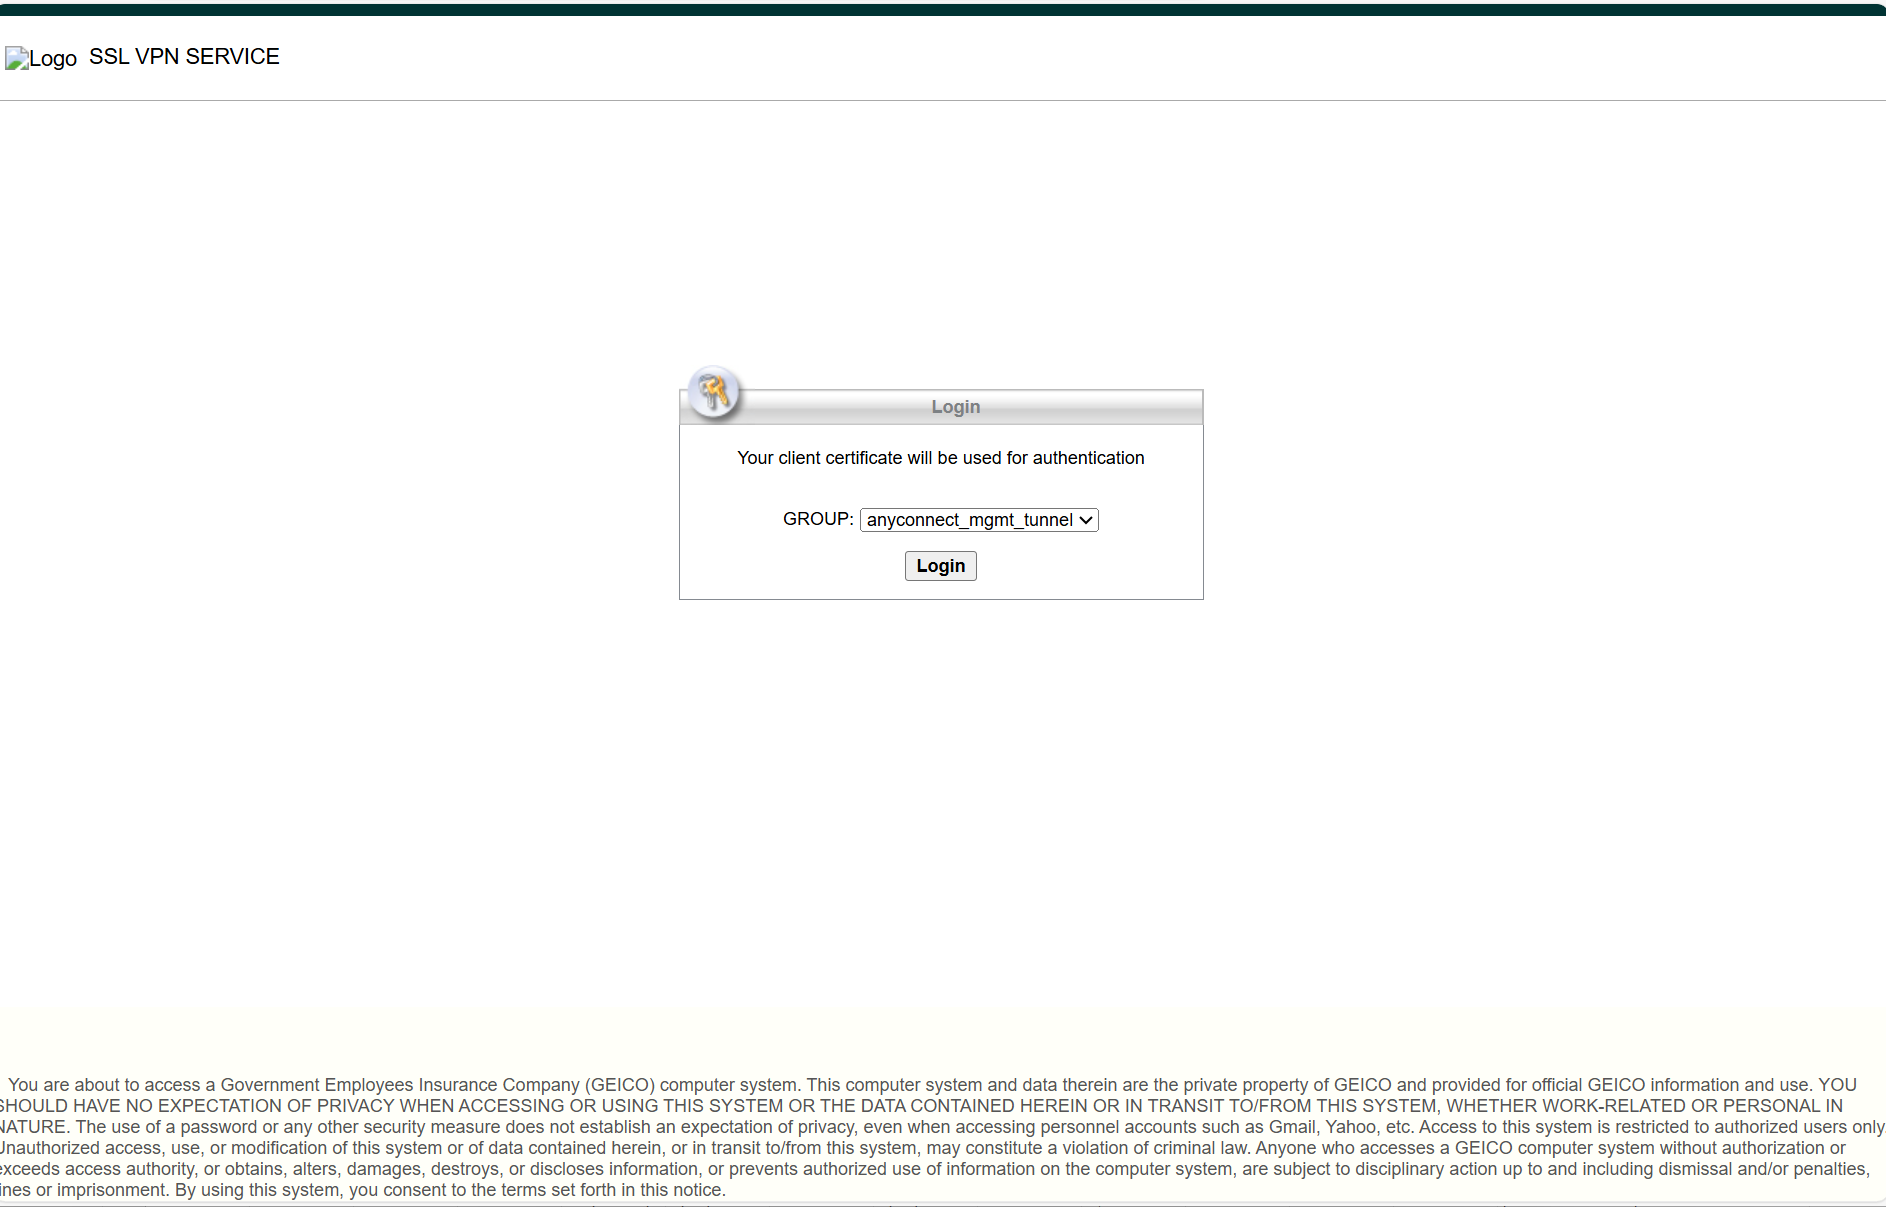 Logo SSL VPN SERVICE
Login
Your client certificate will be used for authentication
GROUP: anyconnect_mgmt_tunnel
Login
You are about to access a Government Employees Insurance Company (GEICO) computer system. This computer system and data therein are the private property of GEICO and provided for official GEICO information and use. YOU
SHOULD HAVE NO EXPECTATION OF PRIVACY WHEN ACCESSING OR USING THIS SYSTEM OR THE DATA CONTAINED HEREIN OR IN TRANSIT TO/FROM THIS SYSTEM, WHETHER WORK-RELATED OR PERSONAL IN
NATURE. The use of a password or any other security measure does not establish an expectation of privacy, even when accessing personnel accounts such as Gmail, Yahoo, etc. Access to this system is restricted to authorized users only.
Unauthorized access, use, or modification of this system or of data contained herein, or in transit to/from this system, may constitute a violation of criminal law. Anyone who accesses a GEICO computer system without authorization or
exceeds access authority, or obtains, alters, damages, destroys, or discloses information, or prevents authorized use of information on the computer system, are subject to disciplinary action up to and including dismissal and/or penalties,
fines or imprisonment. By using this system, you consent to the terms set forth in this notice.